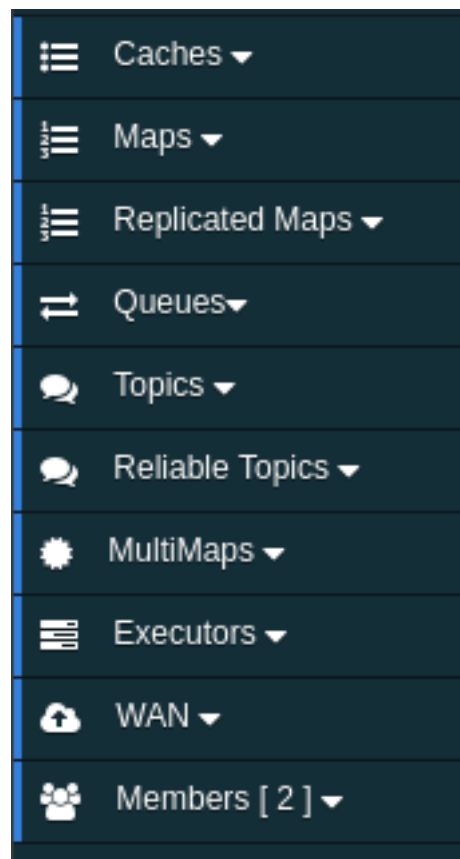 Caches
Maps
Replicated Maps
Queues
Topics
Reliable Topics
MultiMaps
Executors
WAN
Members [ 2 ]